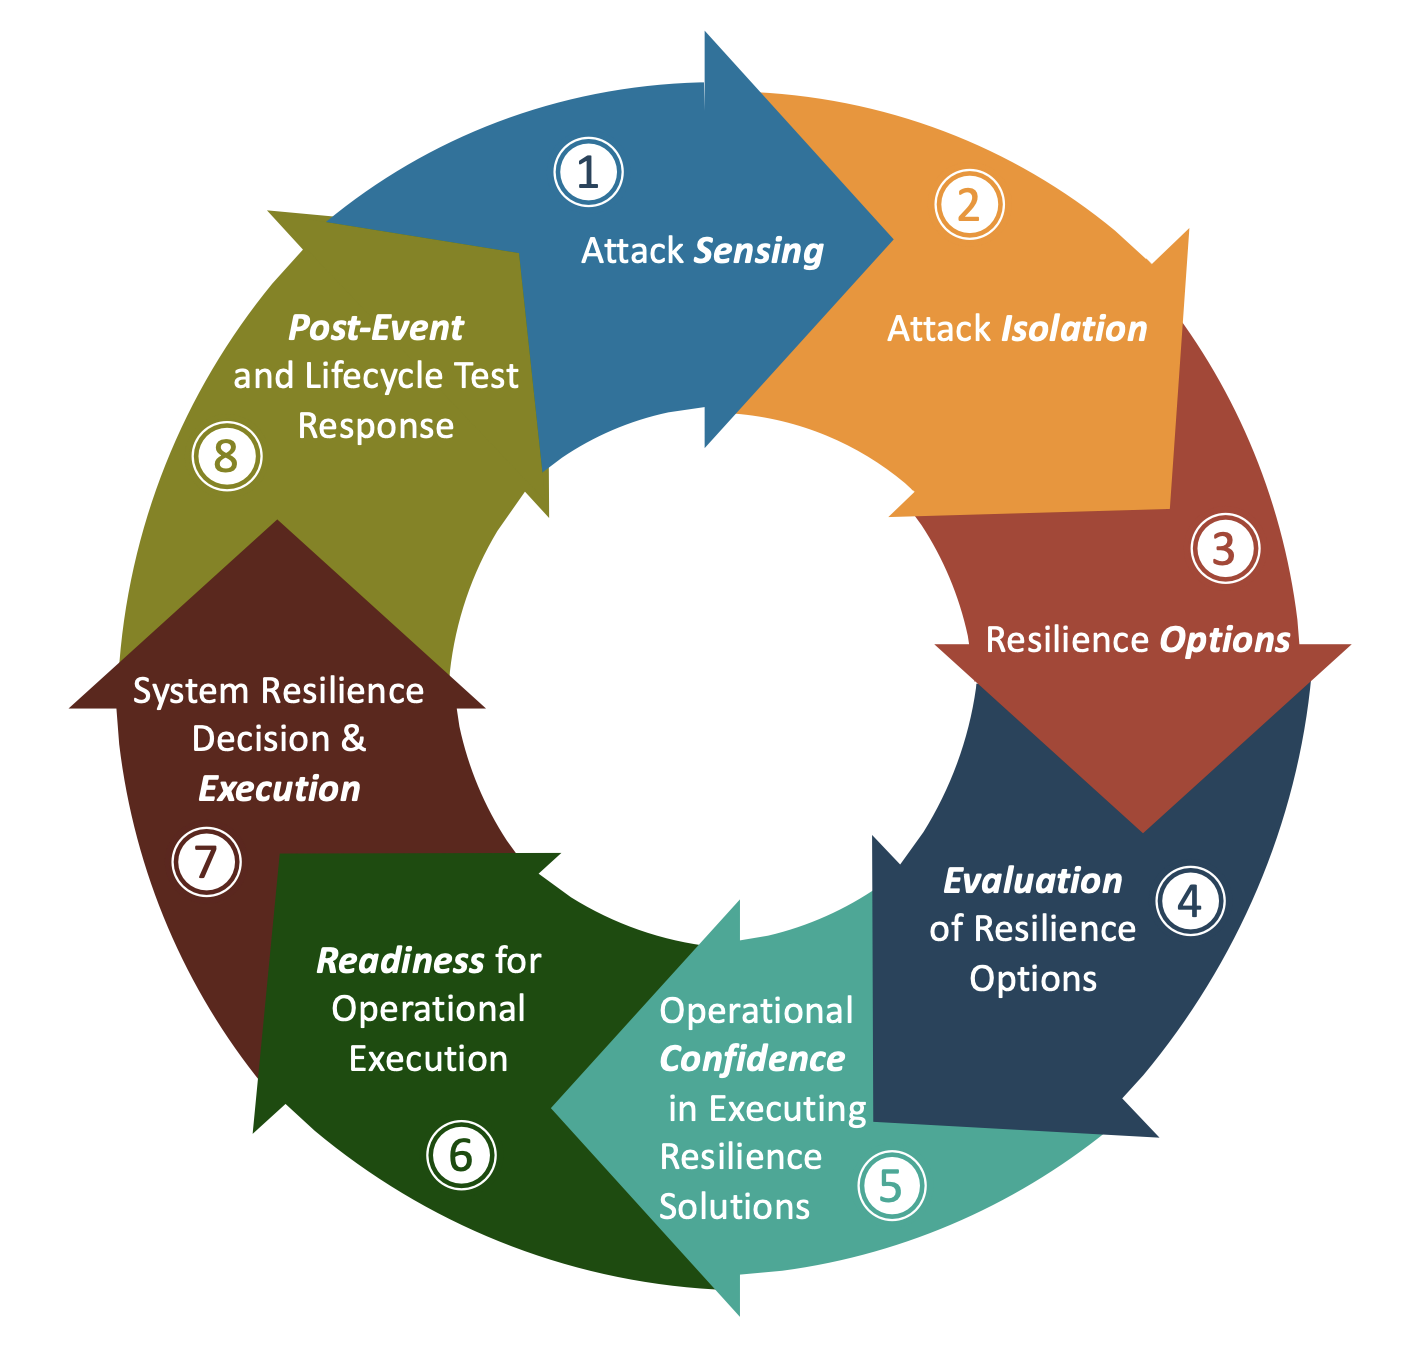 1
Attack Sensing
2
Attack Isolation
3
Resilience Options
4
Evaluation
of Resilience
Options
5
Operational
Confidence
in Executing
Resilience
Solutions
6
Readiness for
Operational
Execution
7
System Resilience
Decision &
Execution
8
Post-Event
and Lifecycle Test
Response